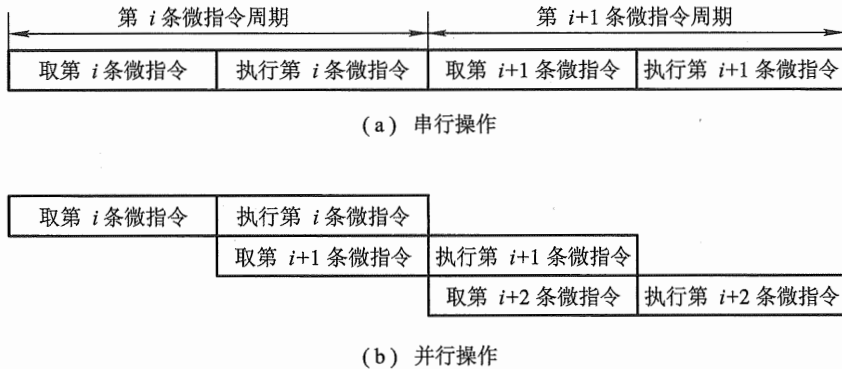 第 i 条微指令周期 第 i+1 条微指令周期
取第 i 条微指令 执行第 i 条微指令 取第 i+1 条微指令 执行第 i+1 条微指令
(a) 串行操作
取第 i 条微指令 执行第 i 条微指令
取第 i+1 条微指令 执行第 i+1 条微指令
取第 i+2 条微指令 执行第 i+2 条微指令
(b) 并行操作